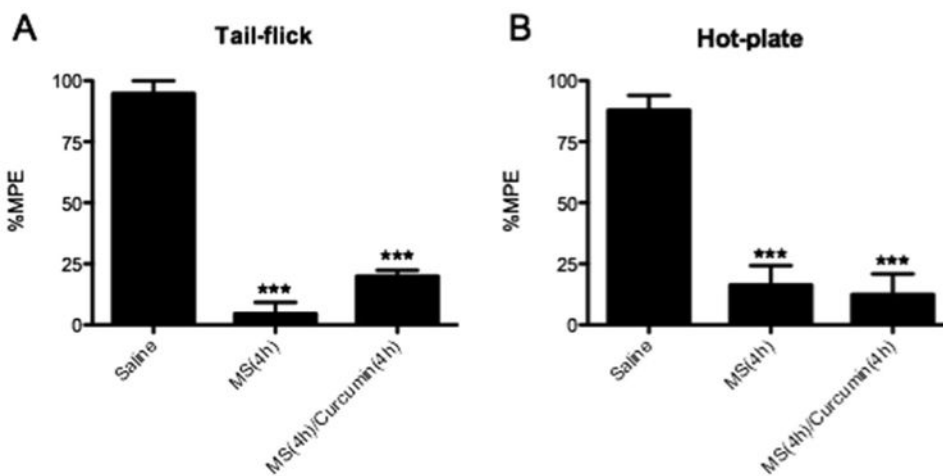 A
Tail-flick
%MPE
100
75
50
25
0
***
***
Saline
MS(4h)
MS(4h)/Curcumin(4h)
B
Hot-plate
%MPE
100
75
50
25
0
***
***
Saline
MS(4h)
MS(4h)/Curcumin(4h)